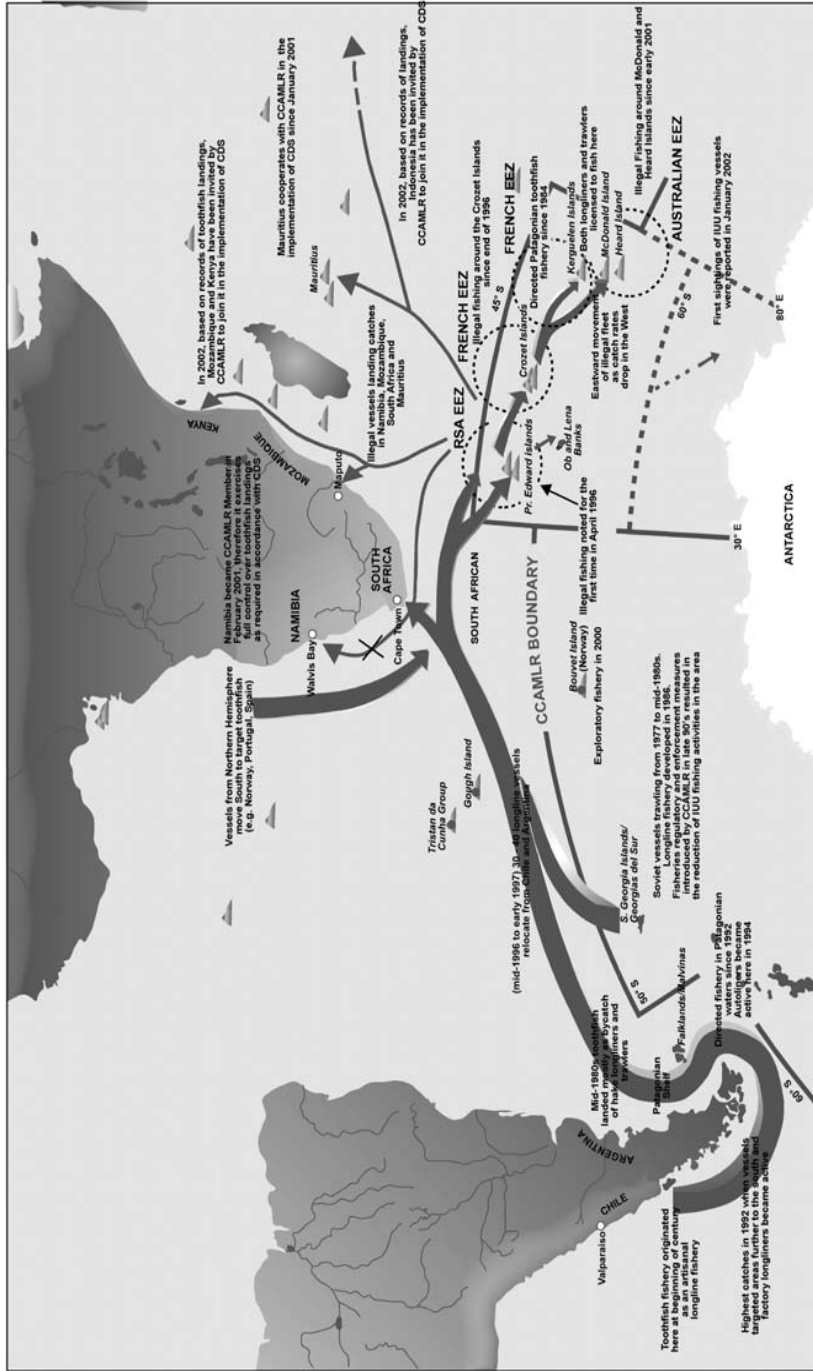 Vessels from Northern Hemisphere
move South to target toothfish
(e.g. Norway, Portugal, Spain)
Namibia became CCAMLR Member in
February 2001, therefore it exercises
full control over toothfish landings
as required in accordance with CDS
In 2002, based on records of toothfish landings,
Mozambique and Kenya have been invited by
CCAMLR to join it in the implementation of CDS
Mauritius cooperates with CCAMLR in the
implementation of CDS since January 2001
KENYA
MOZAMBIQUE
Mauritius
NAMIBIA
Walvis Bay
Maputo
SOUTH
AFRICA
Cape Town
Illegal vessels landing catches
in Namibia, Mozambique,
South Africa and
Mauritius
In 2002, based on records of landings,
Indonesia has been invited by
CCAMLR to join it in the implementation of CDS
Tristan da
Cunha Group
Gough Island
RSA EEZ
FRENCH EEZ
Illegal fishing around the Crozet Islands
since end of 1996
FRENCH EEZ
45° S
SOUTH AFRICAN
Pr. Edward islands
Crozet Islands
Directed Patagonian toothfish
fishery since 1984
Kerguelen Islands
Both longliners and trawlers
licensed to fish here
McDonald Island
Heard Island
Illegal Fishing around McDonald and
Heard Islands since early 2001
AUSTRALIAN EEZ
Eastward movement
of illegal fleet
as catch rates
drop in the West
Ob and Lena
Banks
Illegal fishing noted for the
first time in April 1996
CCAMLR BOUNDARY
Bouvet Island
(Norway)
Exploratory fishery in 2000
(mid-1996 to early 1997) 30 - 40 longline vessels
relocate from Chile and Argentina
S. Georgia Islands/
Georgias del Sur
Soviet vessels trawling from 1977 to mid-1980s.
Longline fishery developed in 1986.
Fisheries regulatory and enforcement measures
introduced by CCAMLR in late 90's resulted in
the reduction of IUU fishing activities in the area
First sightings of IUU fishing vessels
were reported in January 2002
60° S
80° E
30° E
ANTARCTICA
50° S
Mid-1980s toothfish
landed mostly as bycatch
of hake longliners and
trawlers
Patagonian
Shelf
Falklands/Malvinas
Directed fishery in Patagonian
waters since 1992
Autoliners became
active here in 1994
60° S
ARGENTINA
CHILE
Valparaiso
Toothfish fishery originated
here at beginning of century
as an artisanal
longline fishery
Highest catches in 1992 when vessels
targeted areas further to the south and
factory longliners became active